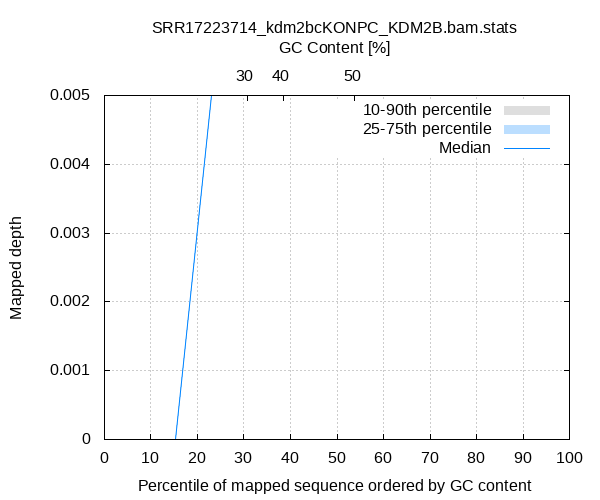 SRR17223714_kdm2bcKONPC_KDM2B.bam.stats
GC Content [%]
30 40 50
0.005
0.004
0.003
0.002
0.001
0
10-90th percentile
25-75th percentile
Median
Mapped depth
0 10 20 30 40 50 60 70 80 90 100
Percentile of mapped sequence ordered by GC content